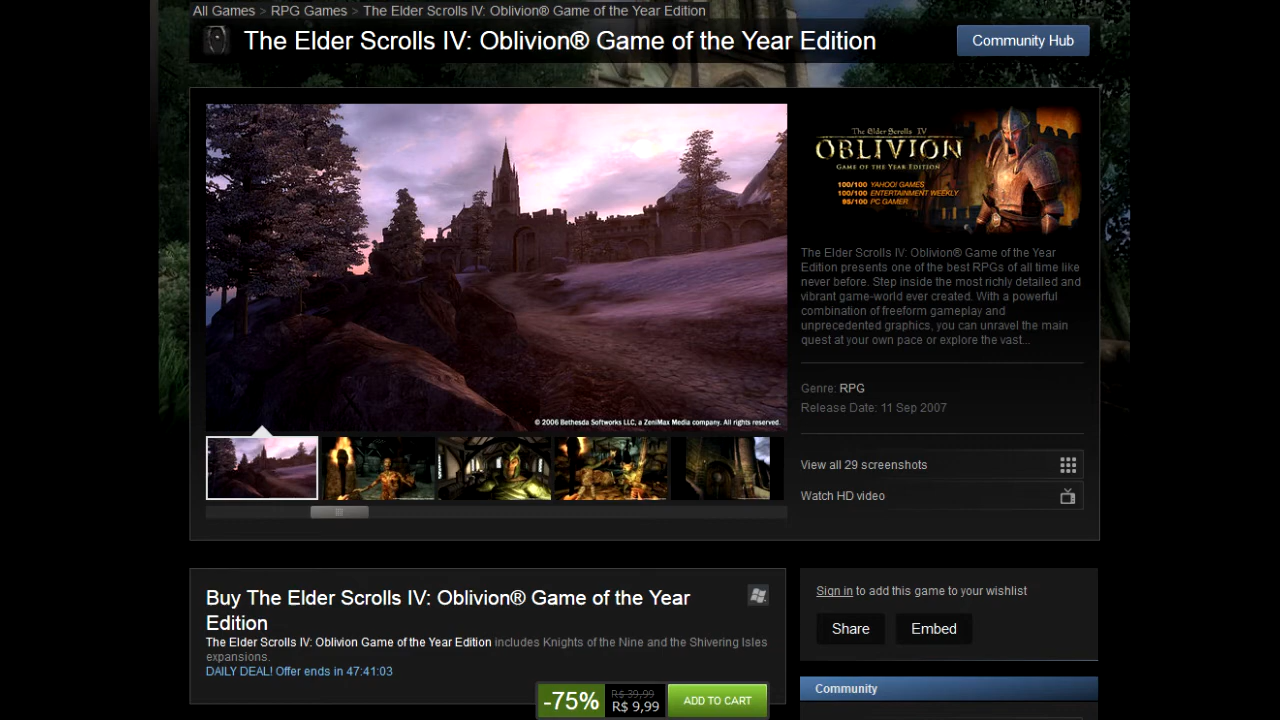 All Games > RPG Games > The Elder Scrolls IV: Oblivion® Game of the Year Edition
The Elder Scrolls IV: Oblivion® Game of the Year Edition
Community Hub
© 2006 Bethesda Softworks LLC, a ZeniMax Media company. All rights reserved.
The Elder Scrolls IV
OBLIVION
GAME OF THE YEAR EDITION
100/100 YAHOO! GAMES
100/100 ENTERTAINMENT WEEKLY
95/100 PC GAMER
The Elder Scrolls IV: Oblivion® Game of the Year
Edition presents one of the best RPGs of all time like
never before. Step inside the most richly detailed and
vibrant game-world ever created. With a powerful
combination of freeform gameplay and
unprecedented graphics, you can unravel the main
quest at your own pace or explore the vast...
Genre: RPG
Release Date: 11 Sep 2007
View all 29 screenshots
Watch HD video
Buy The Elder Scrolls IV: Oblivion® Game of the Year
Edition
The Elder Scrolls IV: Oblivion Game of the Year Edition includes Knights of the Nine and the Shivering Isles
expansions.
DAILY DEAL! Offer ends in 47:41:03
-75%
R$ 39,99
R$ 9,99
ADD TO CART
Sign in to add this game to your wishlist
Share
Embed
Community